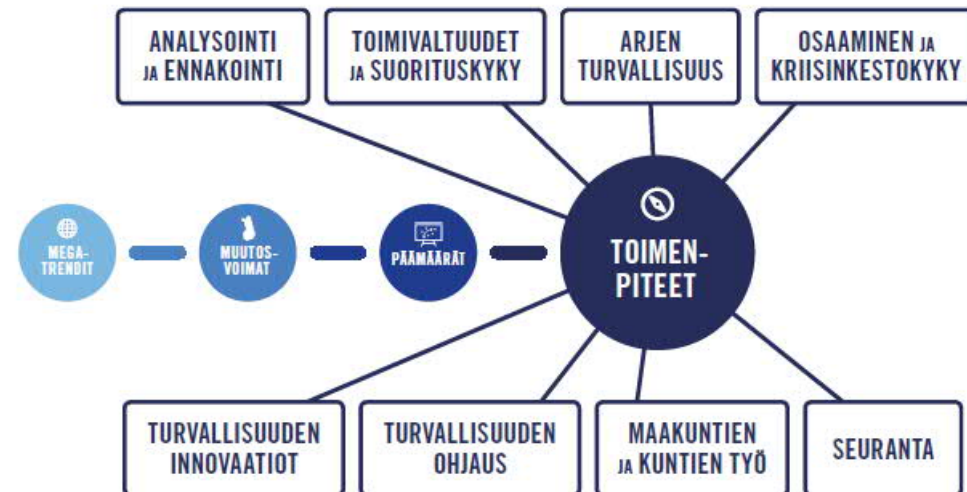 ANALYSOINTI
JA ENNAKOINTI
TOIMIVALTUUDET
JA SUORITUSKYKY
ARJEN
TURVALLISUUS
OSAAMINEN JA
KRIISINKESTOKYKY
MEGA-
TRENDIT
MUUTOS-
VOIMAT
PÄÄMÄÄRÄT
TOIMEN-
PITEET
TURVALLISUUDEN
INNOVAATIOT
TURVALLISUUDEN
OHJAUS
MAAKUNTIEN
JA KUNTIEN TYÖ
SEURANTA